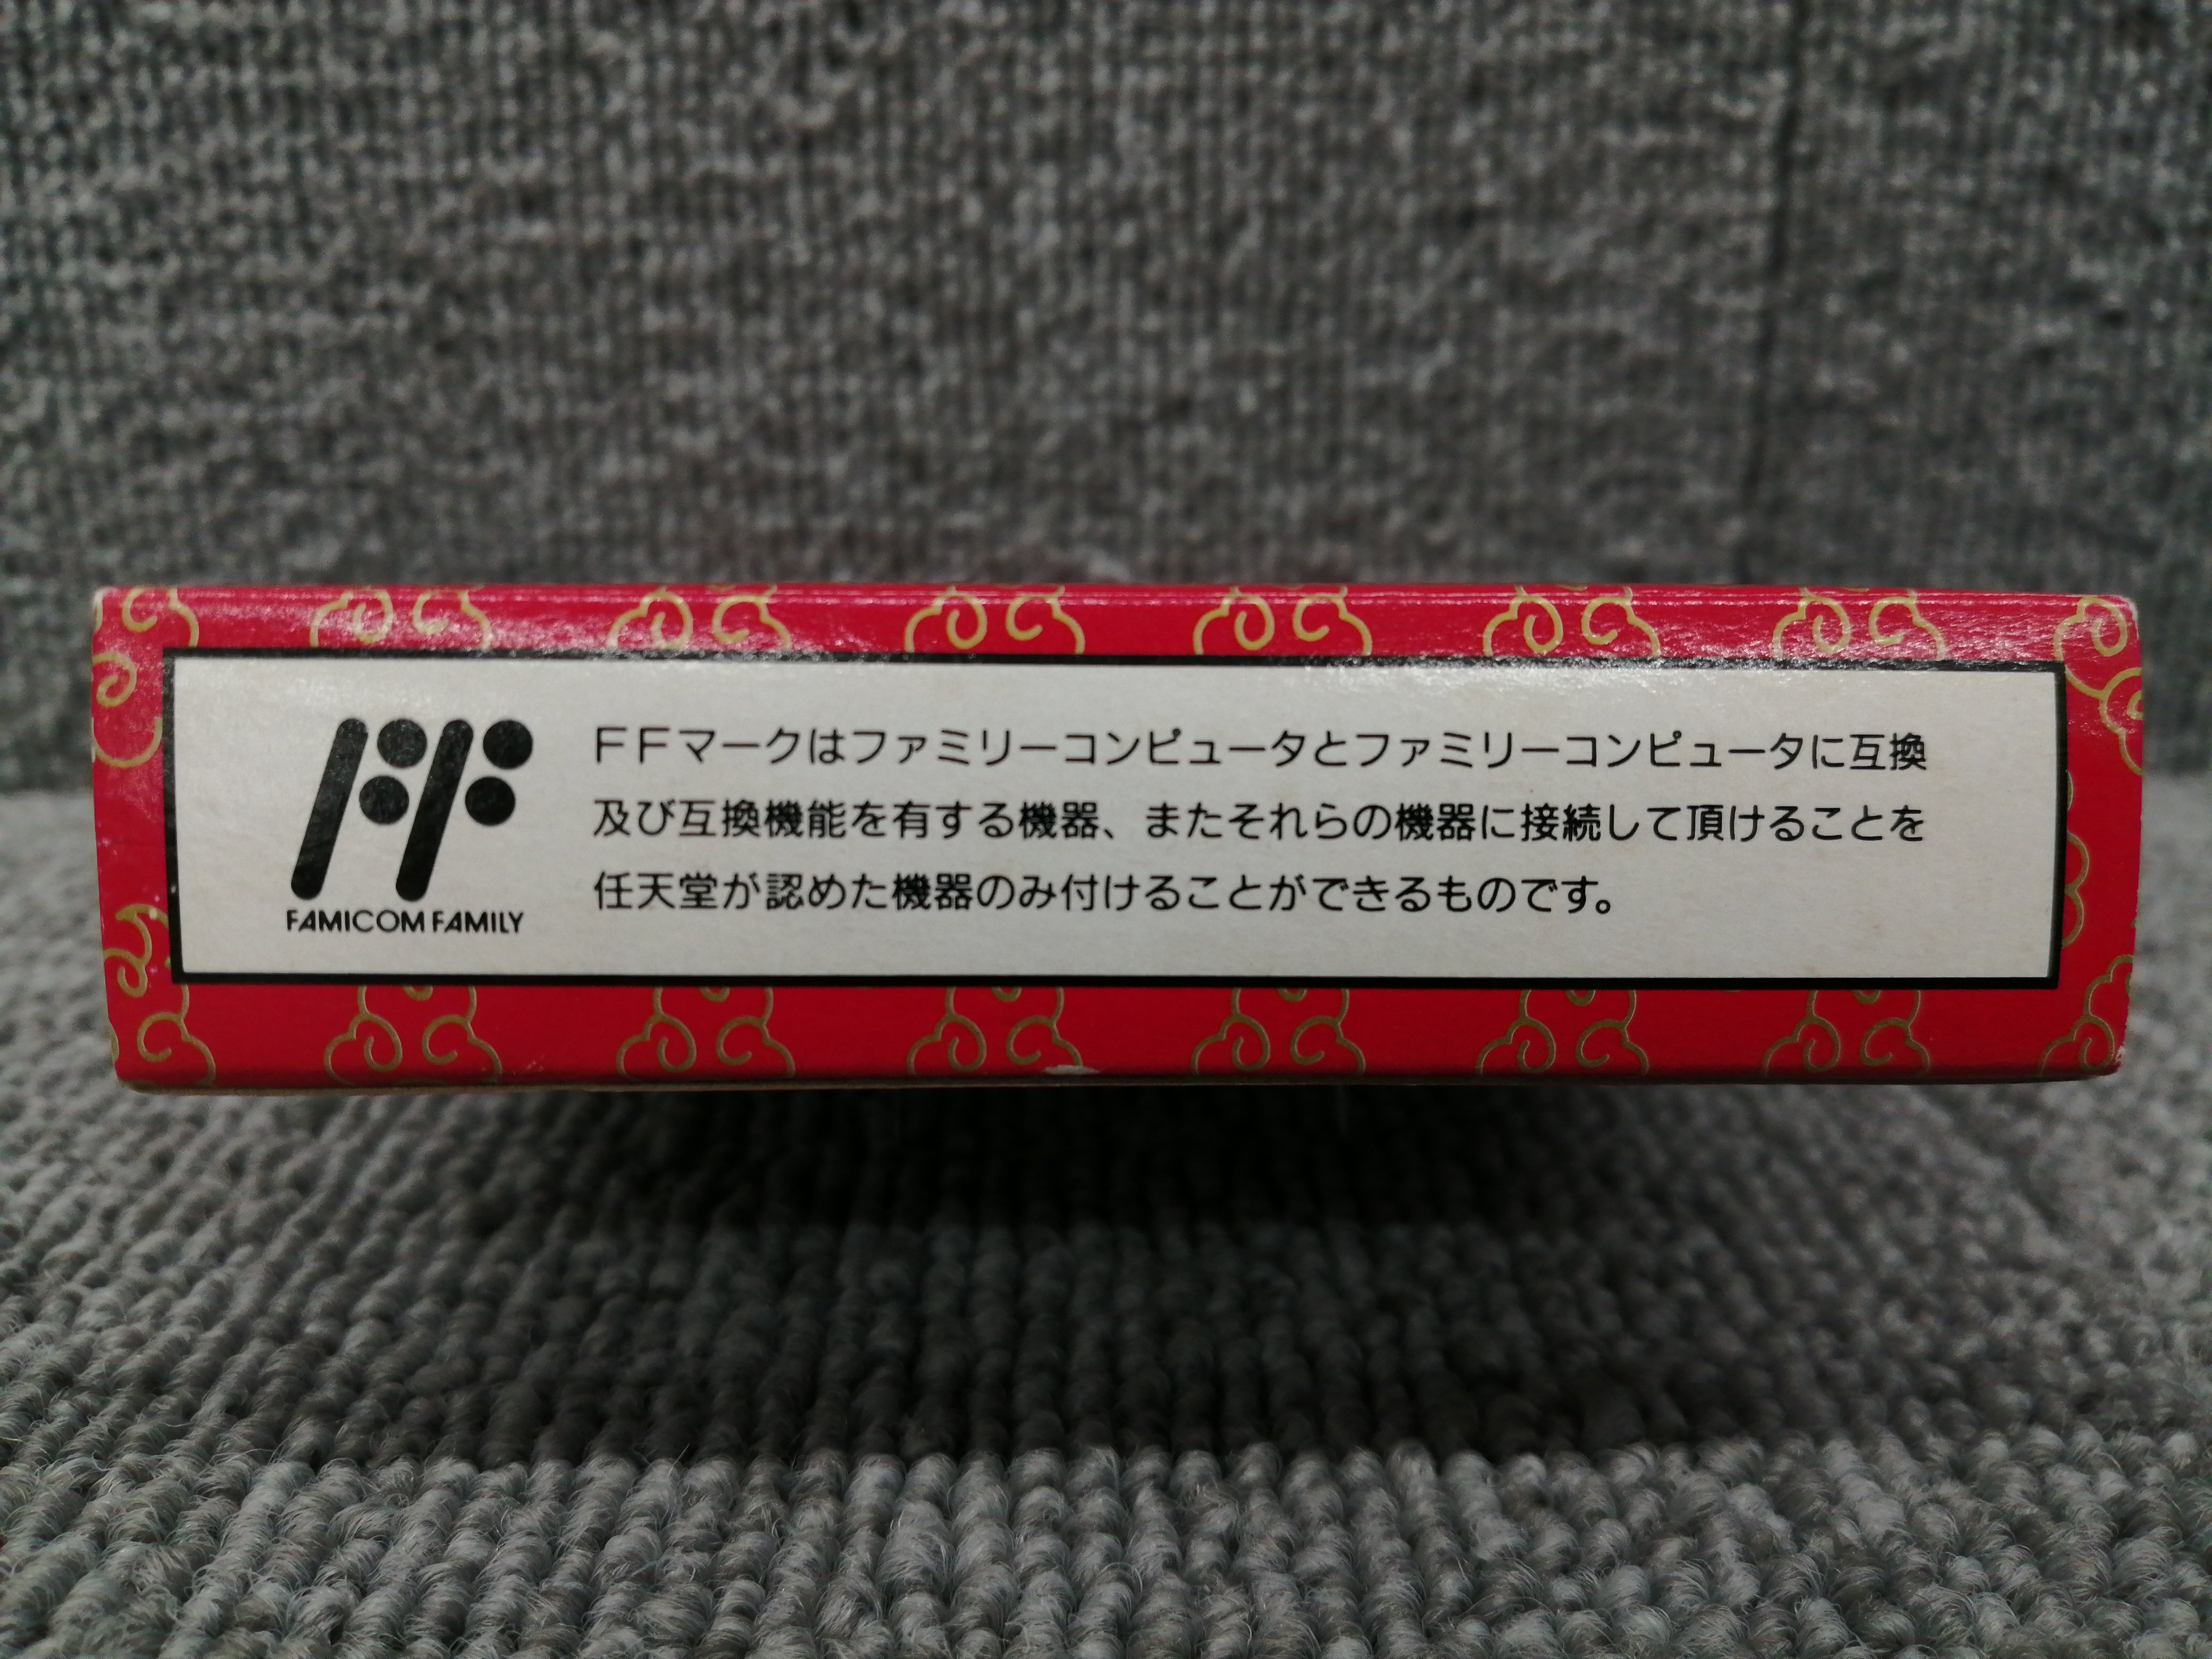 FAMICOM FAMILY
ＦＦマークはファミリーコンピュータとファミリーコンピュータに互換
及び互換機能を有する機器、またそれらの機器に接続して頂けることを
任天堂が認めた機器のみ付けることができるものです。